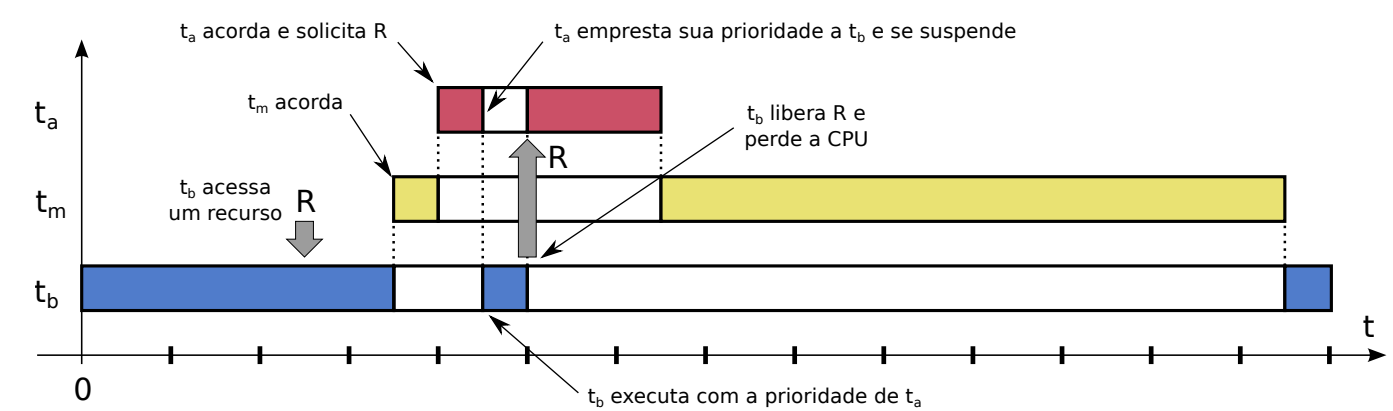 t_a acorda e solicita R
t_a empresta sua prioridade a t_b e se suspende
t_m acorda
t_b libera R e
perde a CPU
t_a
R
t_b acessa
um recurso
R
t_m
t_b
t
0
t_b executa com a prioridade de t_a